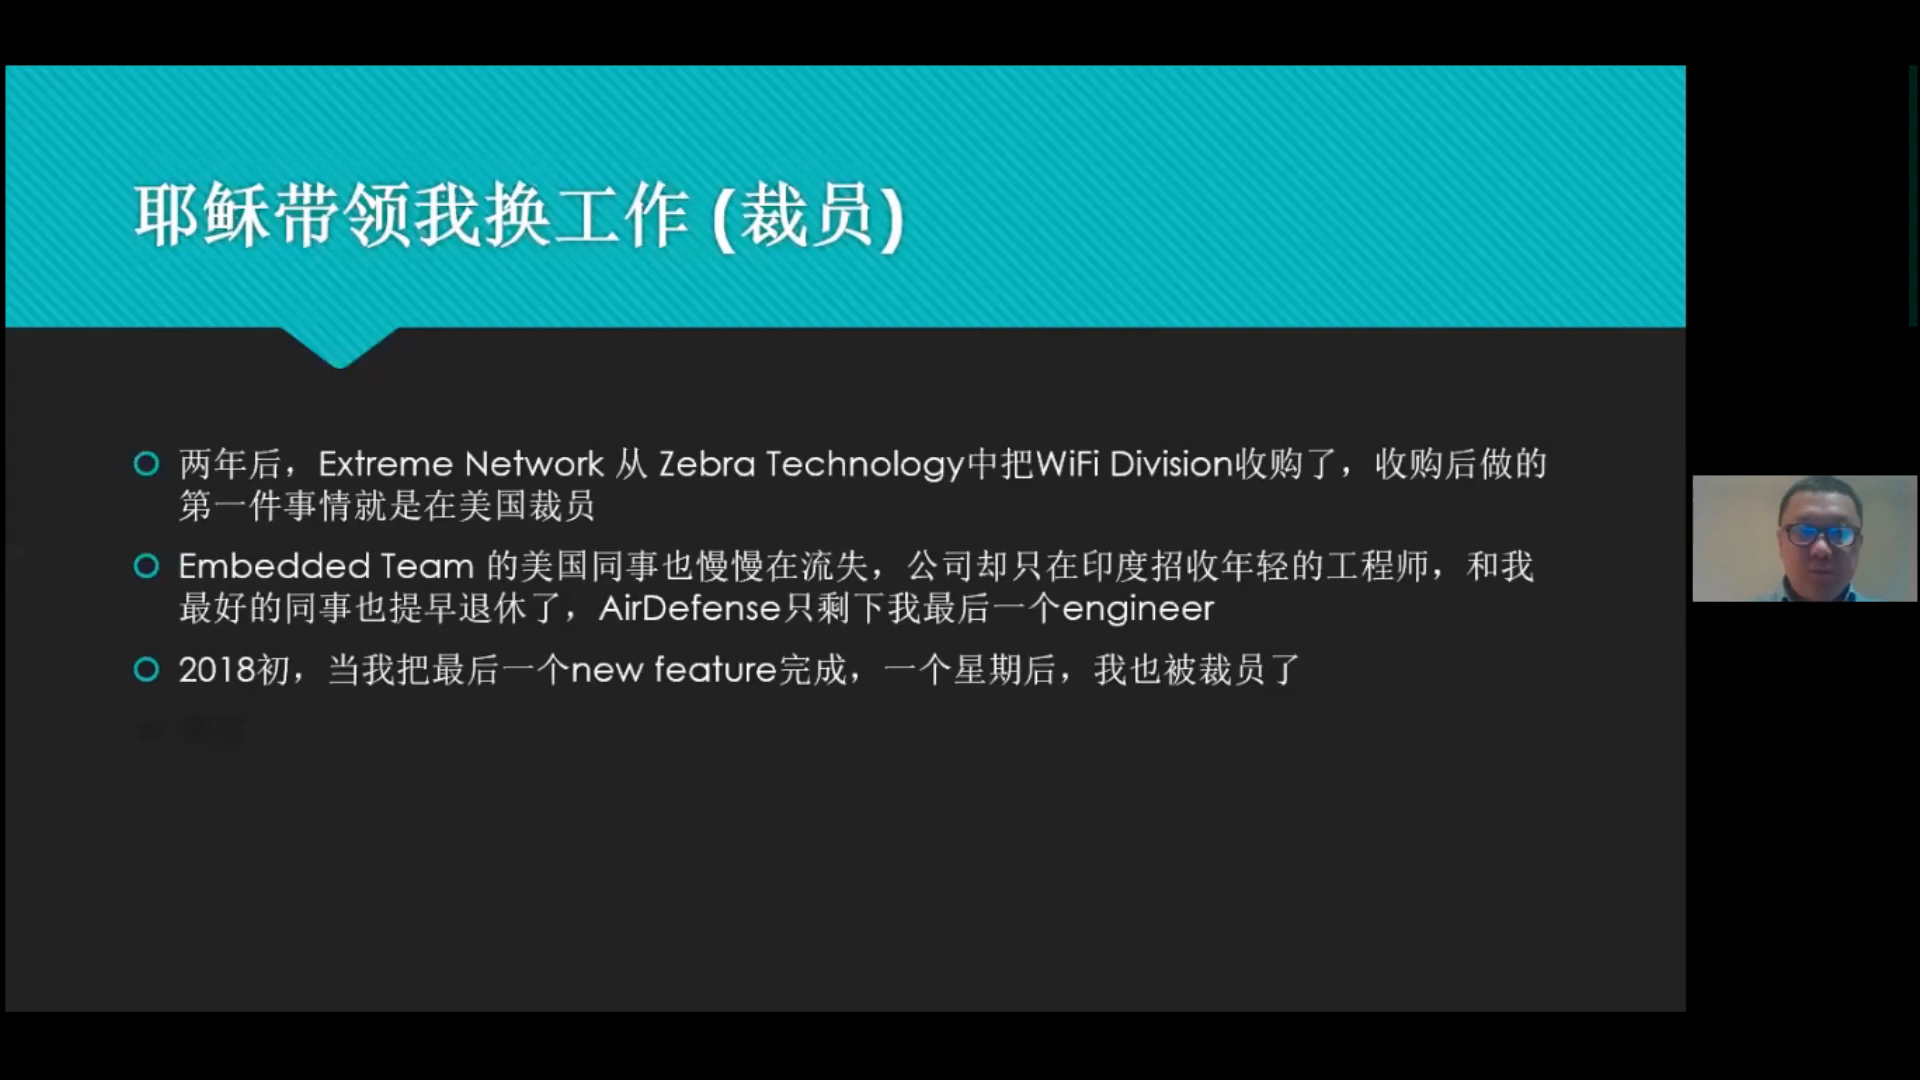 耶稣带领我换工作 (裁员)
两年后，Extreme Network 从 Zebra Technology中把WiFi Division收购了，收购后做的
第一件事情就是在美国裁员
Embedded Team 的美国同事也慢慢在流失，公司却只在印度招收年轻的工程师，和我
最好的同事也提早退休了，AirDefense只剩下我最后一个engineer
2018初，当我把最后一个new feature完成，一个星期后，我也被裁员了